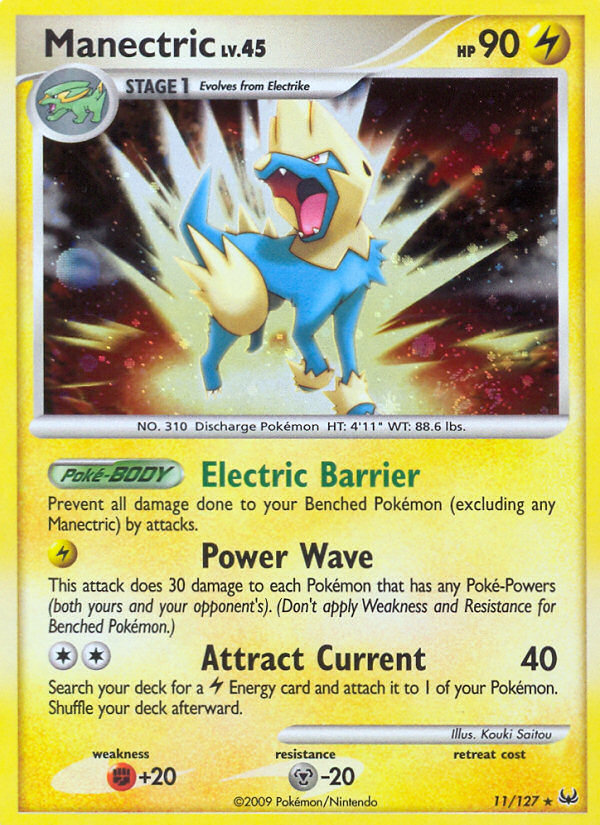 Manectric LV.45 HP 90
STAGE 1 Evolves from Electrike
NO. 310 Discharge Pokémon HT: 4'11" WT: 88.6 lbs.
Poké-BODY Electric Barrier
Prevent all damage done to your Benched Pokémon (excluding any
Manectric) by attacks.
Power Wave
This attack does 30 damage to each Pokémon that has any Poké-Powers
(both yours and your opponent's). (Don't apply Weakness and Resistance for
Benched Pokémon.)
Attract Current 40
Search your deck for a Energy card and attach it to 1 of your Pokémon.
Shuffle your deck afterward.
Illus. Kouki Saitou
weakness resistance retreat cost
+20 -20
©2009 Pokémon/Nintendo 11/127 ★